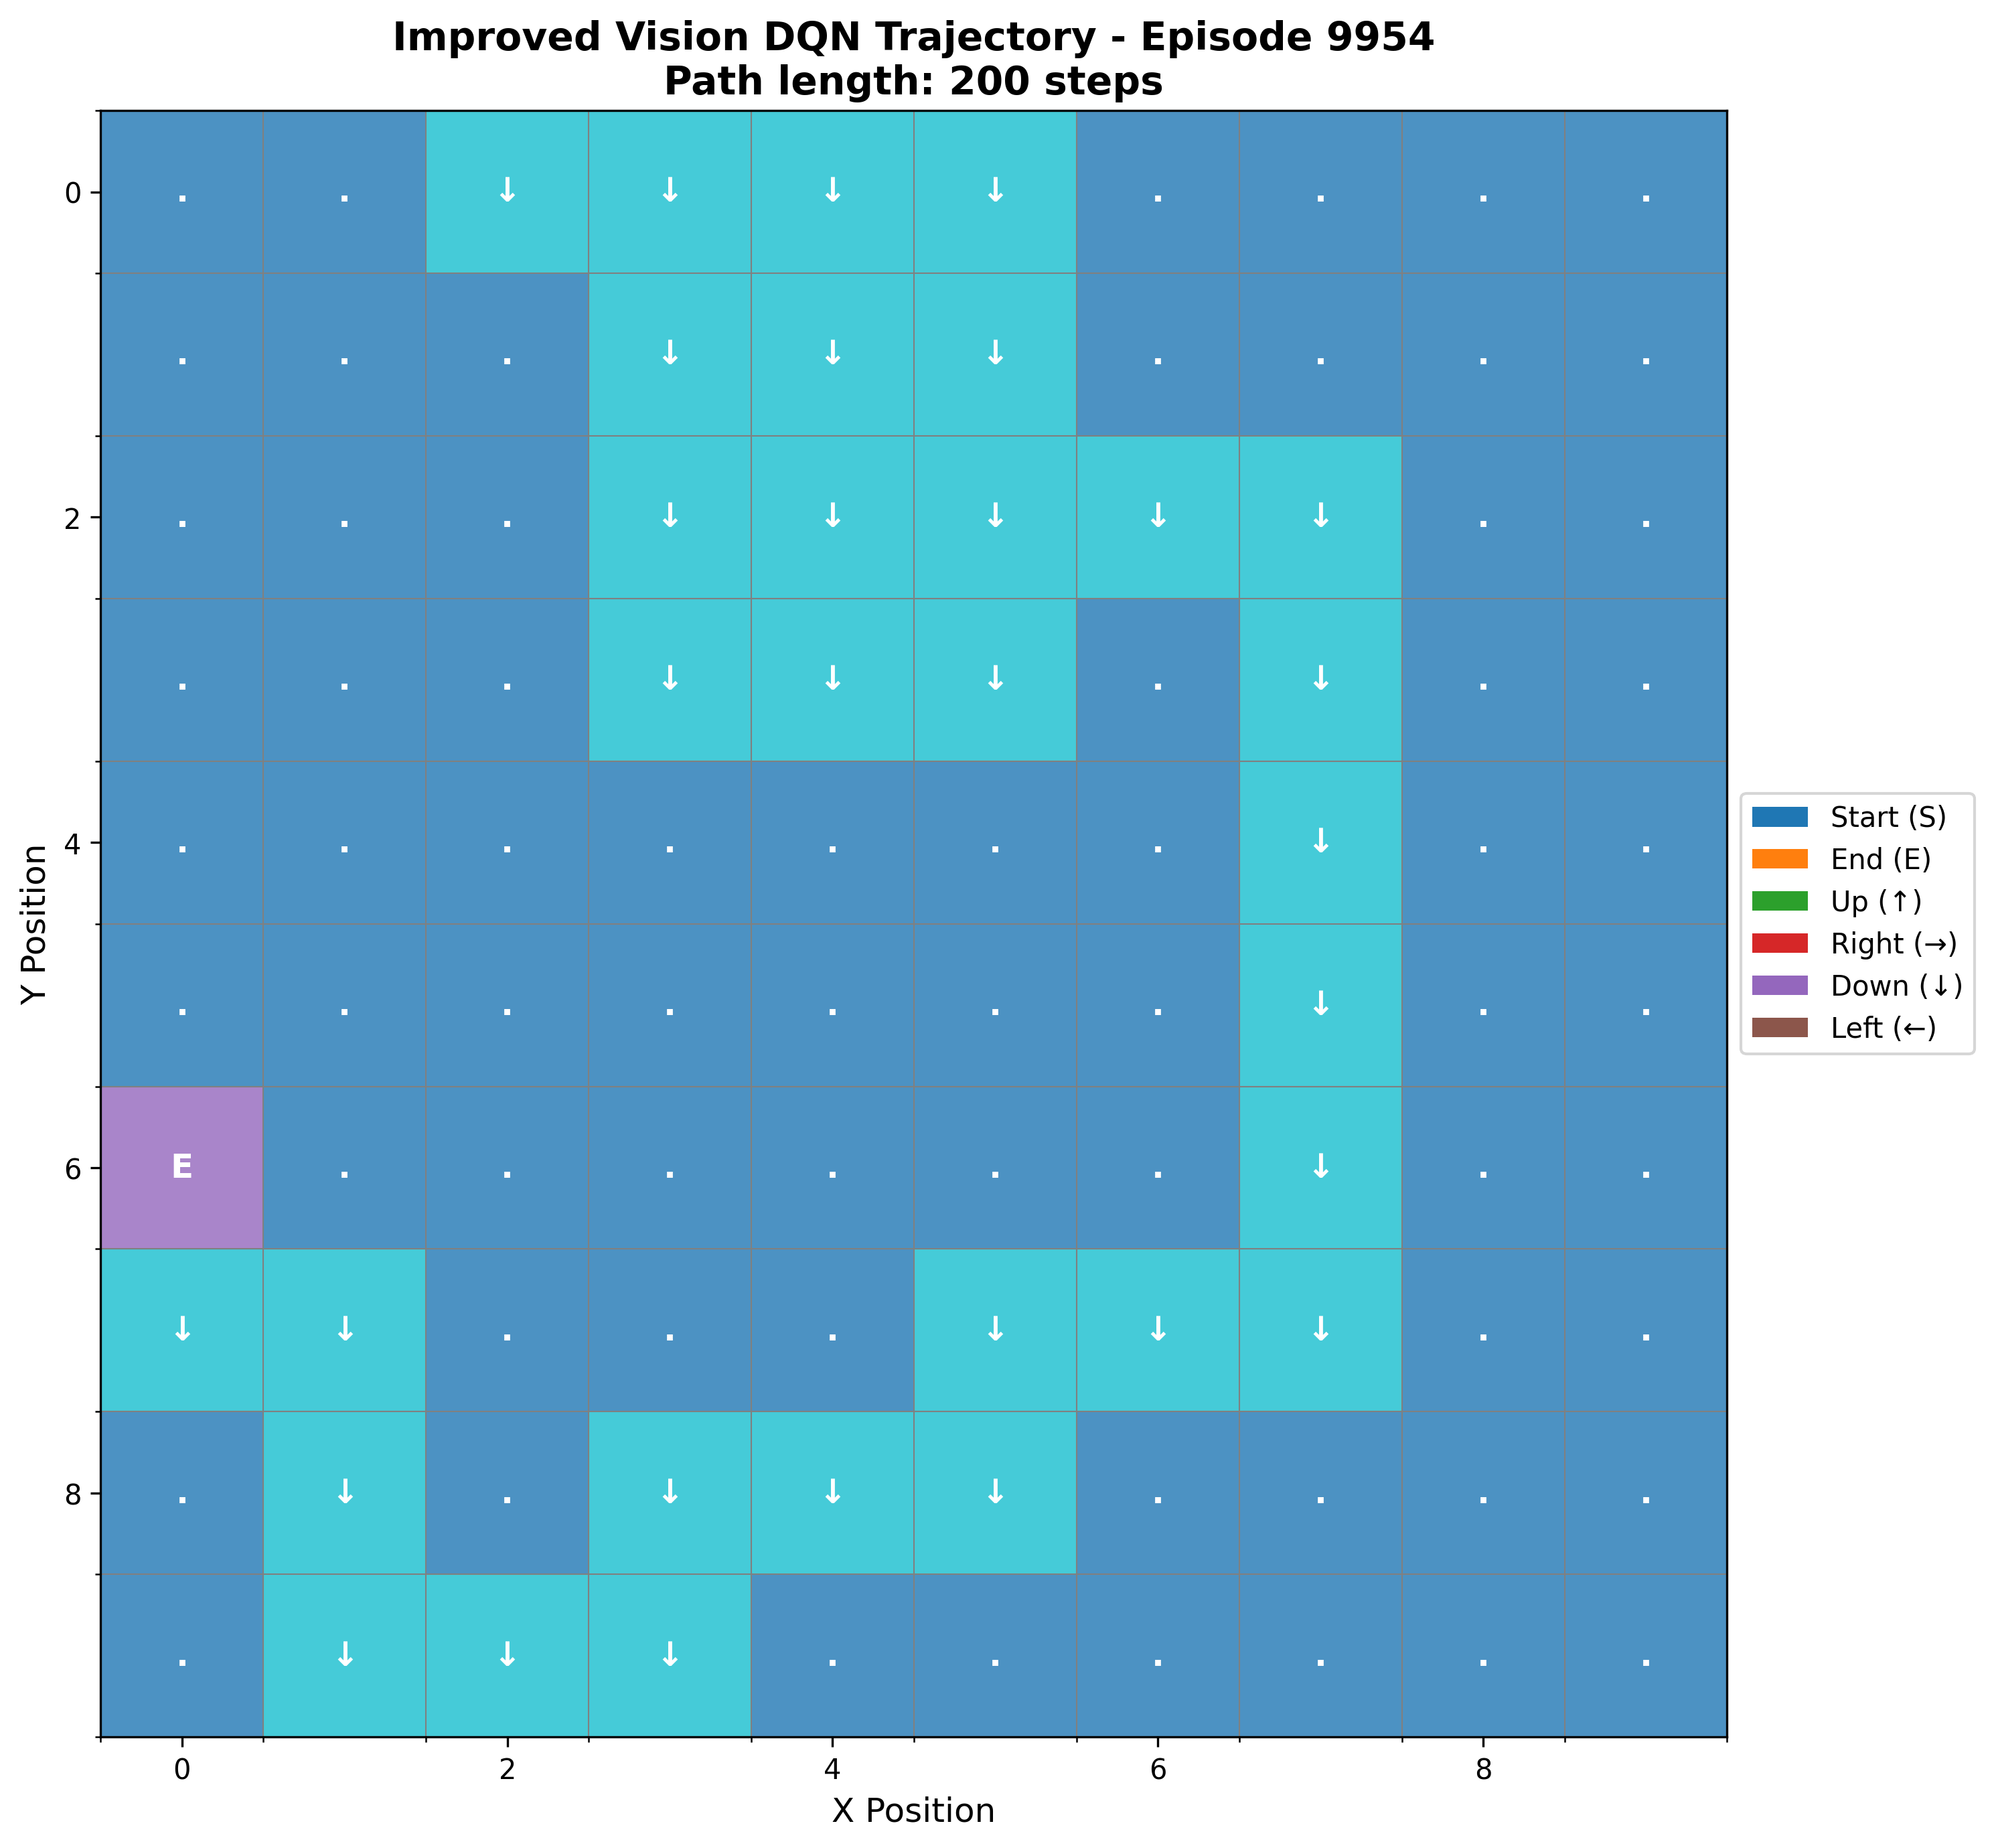 Improved Vision DQN Trajectory - Episode 9954
Path length: 200 steps
0 . . ↓ ↓ ↓ ↓ . . . .
. . . ↓ ↓ ↓ . . . .
2 . . . ↓ ↓ ↓ ↓ ↓ . .
. . . ↓ ↓ ↓ . ↓ . .
4 . . . . . . . ↓ . .
. . . . . . . ↓ . .
6 E . . . . . . ↓ . .
↓ ↓ . . . ↓ ↓ ↓ . .
8 . ↓ . ↓ ↓ ↓ . . . .
. ↓ ↓ ↓ . . . . . .
0 2 4 6 8
X Position
Y Position
Start (S)
End (E)
Up (↑)
Right (→)
Down (↓)
Left (←)